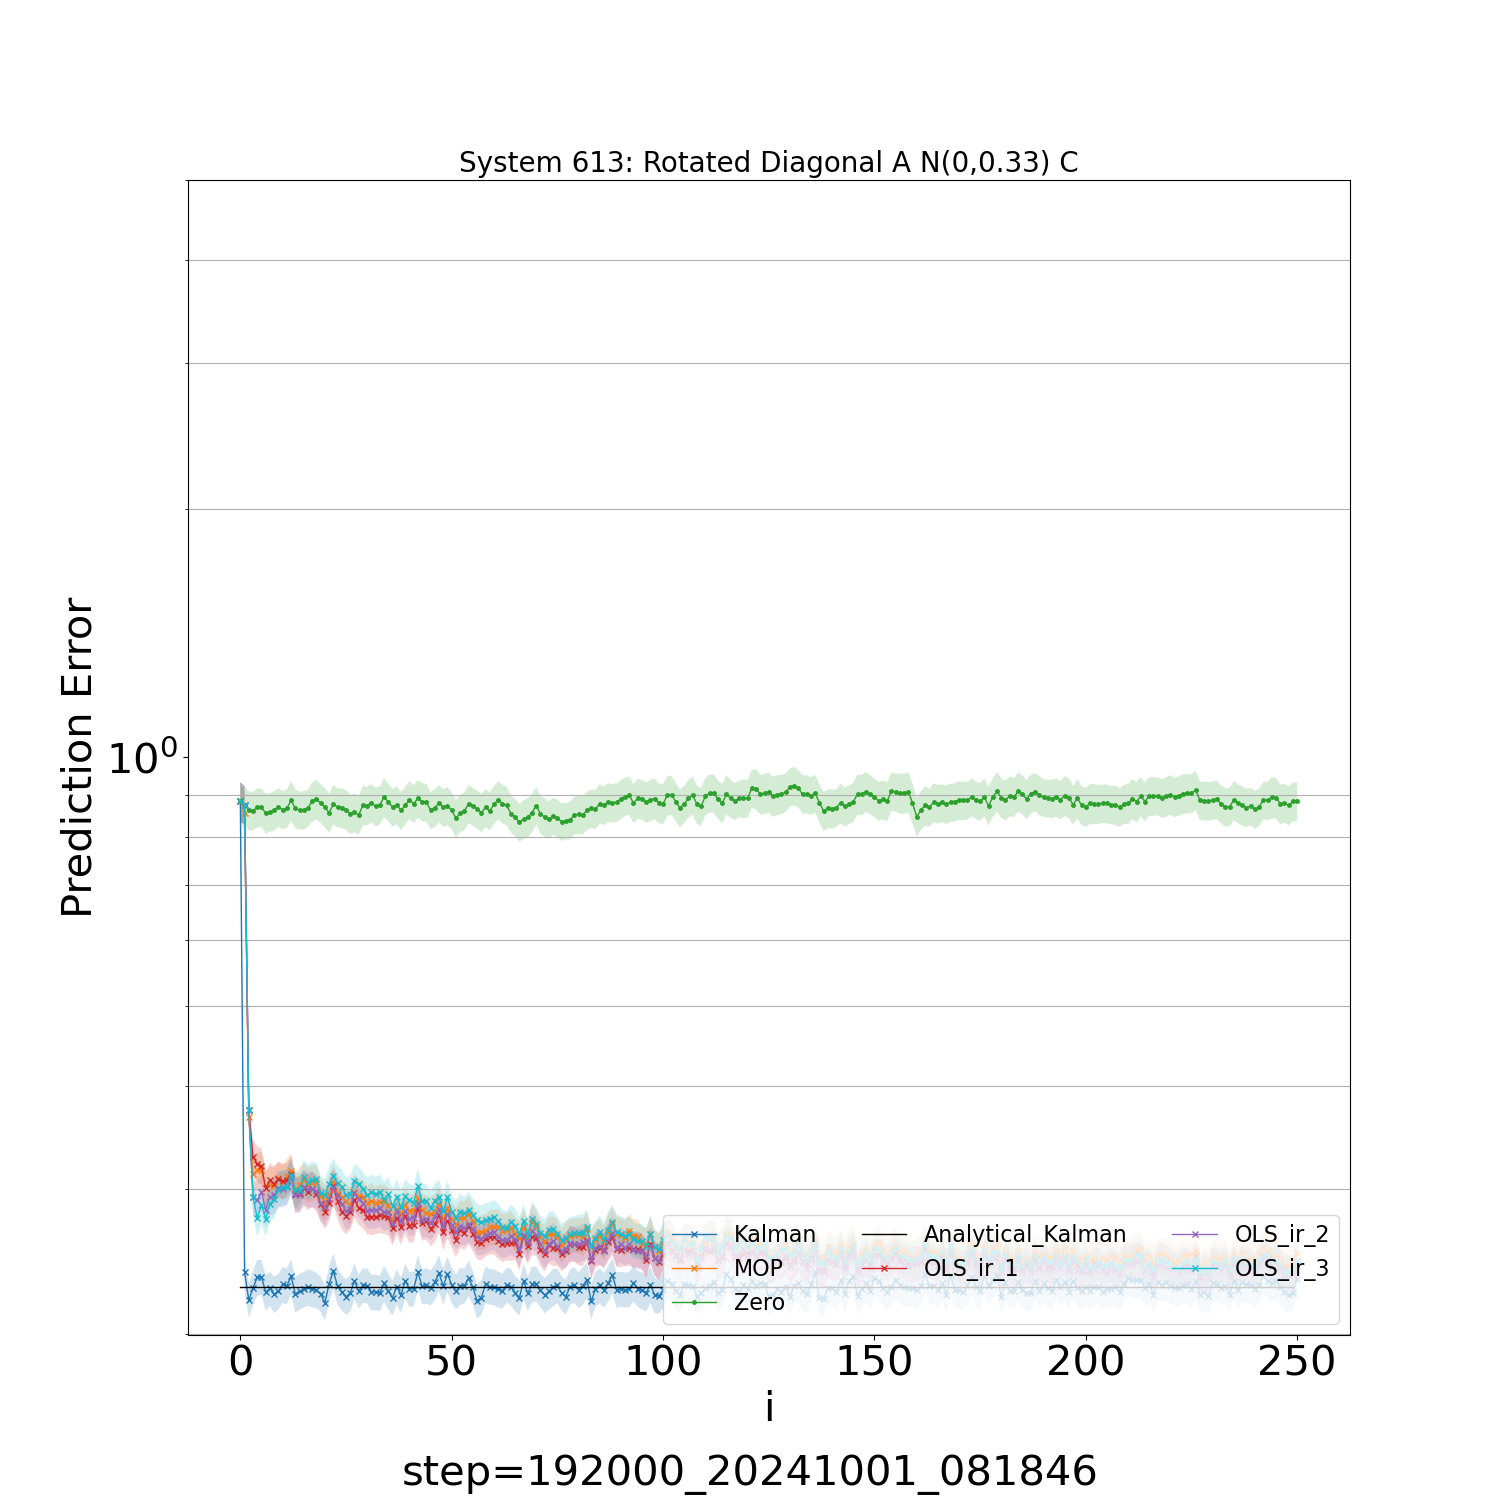 System 613: Rotated Diagonal A N(0,0.33) C
Prediction Error
10⁰
Kalman
MOP
Zero
Analytical_Kalman
OLS_ir_1
OLS_ir_2
OLS_ir_3
0 50 100 150 200 250
i
step=192000_20241001_081846